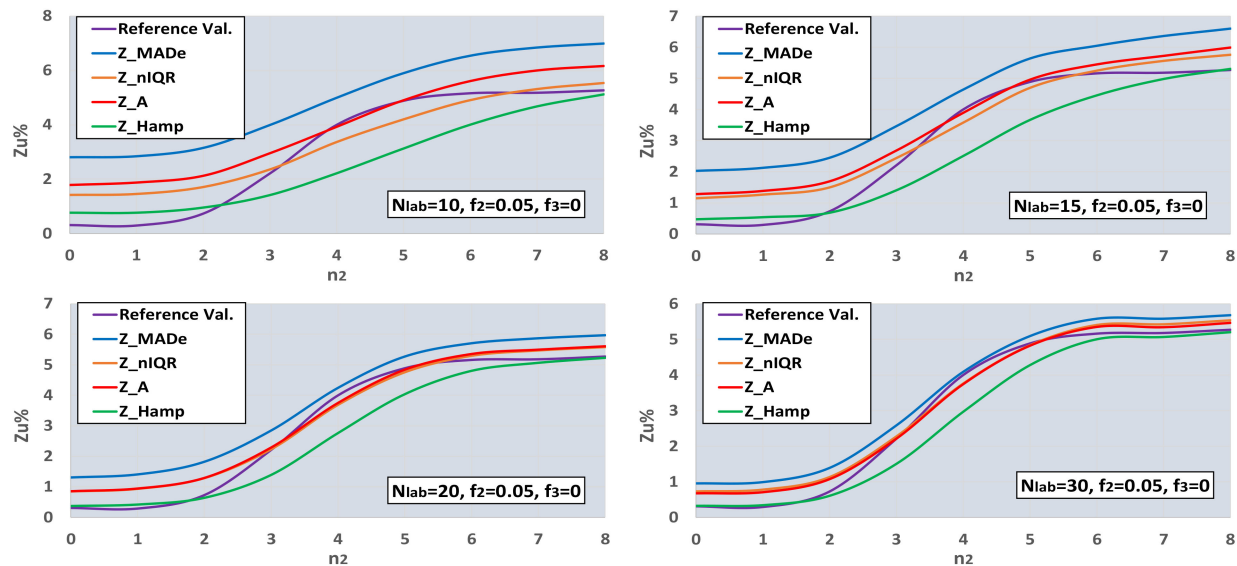 8
7
6
5
4
3
2
1
0
Zu%
Reference Val.
Z_MADe
Z_nIQR
Z_A
Z_Hamp
Nlab=10, f2=0.05, f3=0
0 1 2 3 4 5 6 7 8
n2
7
6
5
4
3
2
1
0
Zu%
Reference Val.
Z_MADe
Z_nIQR
Z_A
Z_Hamp
Nlab=15, f2=0.05, f3=0
0 1 2 3 4 5 6 7 8
n2
7
6
5
4
3
2
1
0
Zu%
Reference Val.
Z_MADe
Z_nIQR
Z_A
Z_Hamp
Nlab=20, f2=0.05, f3=0
0 1 2 3 4 5 6 7 8
n2
6
5
4
3
2
1
0
Zu%
Reference Val.
Z_MADe
Z_nIQR
Z_A
Z_Hamp
Nlab=30, f2=0.05, f3=0
0 1 2 3 4 5 6 7 8
n2